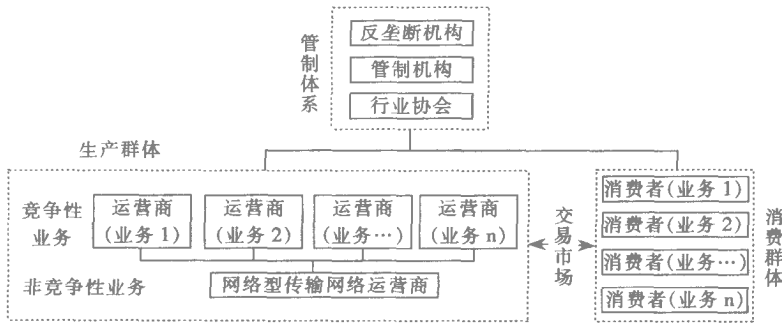 管制体系
反垄断机构
管制机构
行业协会
生产群体
竞争性
业务
运营商
(业务 1)
运营商
(业务 2)
运营商
(业务…)
运营商
(业务 n)
非竞争性业务
网络型传输网络运营商
交易市场
消费者(业务 1)
消费者(业务 2)
消费者(业务…)
消费者(业务 n)
消费群体